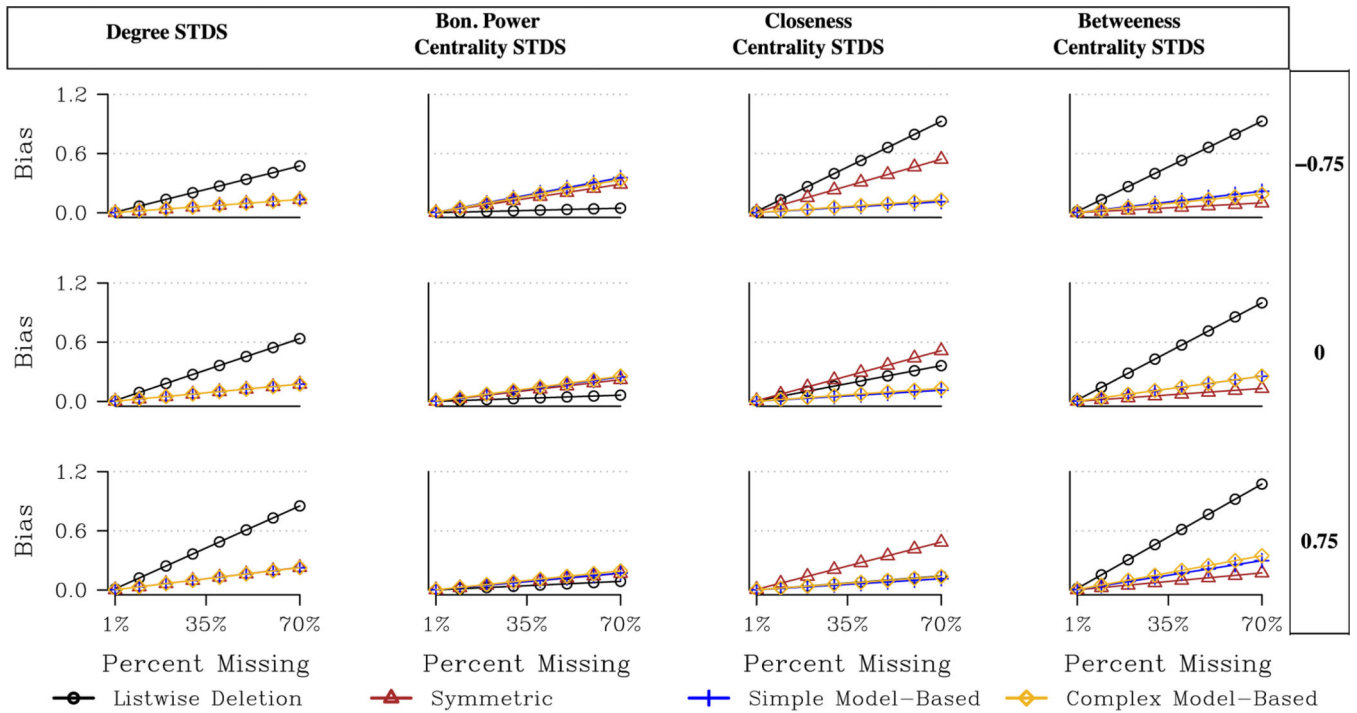 Degree STDS
Bon. Power
Centrality STDS
Closeness
Centrality STDS
Betweeness
Centrality STDS
1.2
0.6
0.0
Bias
−0.75
1.2
0.6
0.0
Bias
0
1.2
0.6
0.0
Bias
0.75
1% 35% 70%
1% 35% 70%
1% 35% 70%
1% 35% 70%
Percent Missing
Percent Missing
Percent Missing
Percent Missing
Listwise Deletion
Symmetric
Simple Model-Based
Complex Model-Based